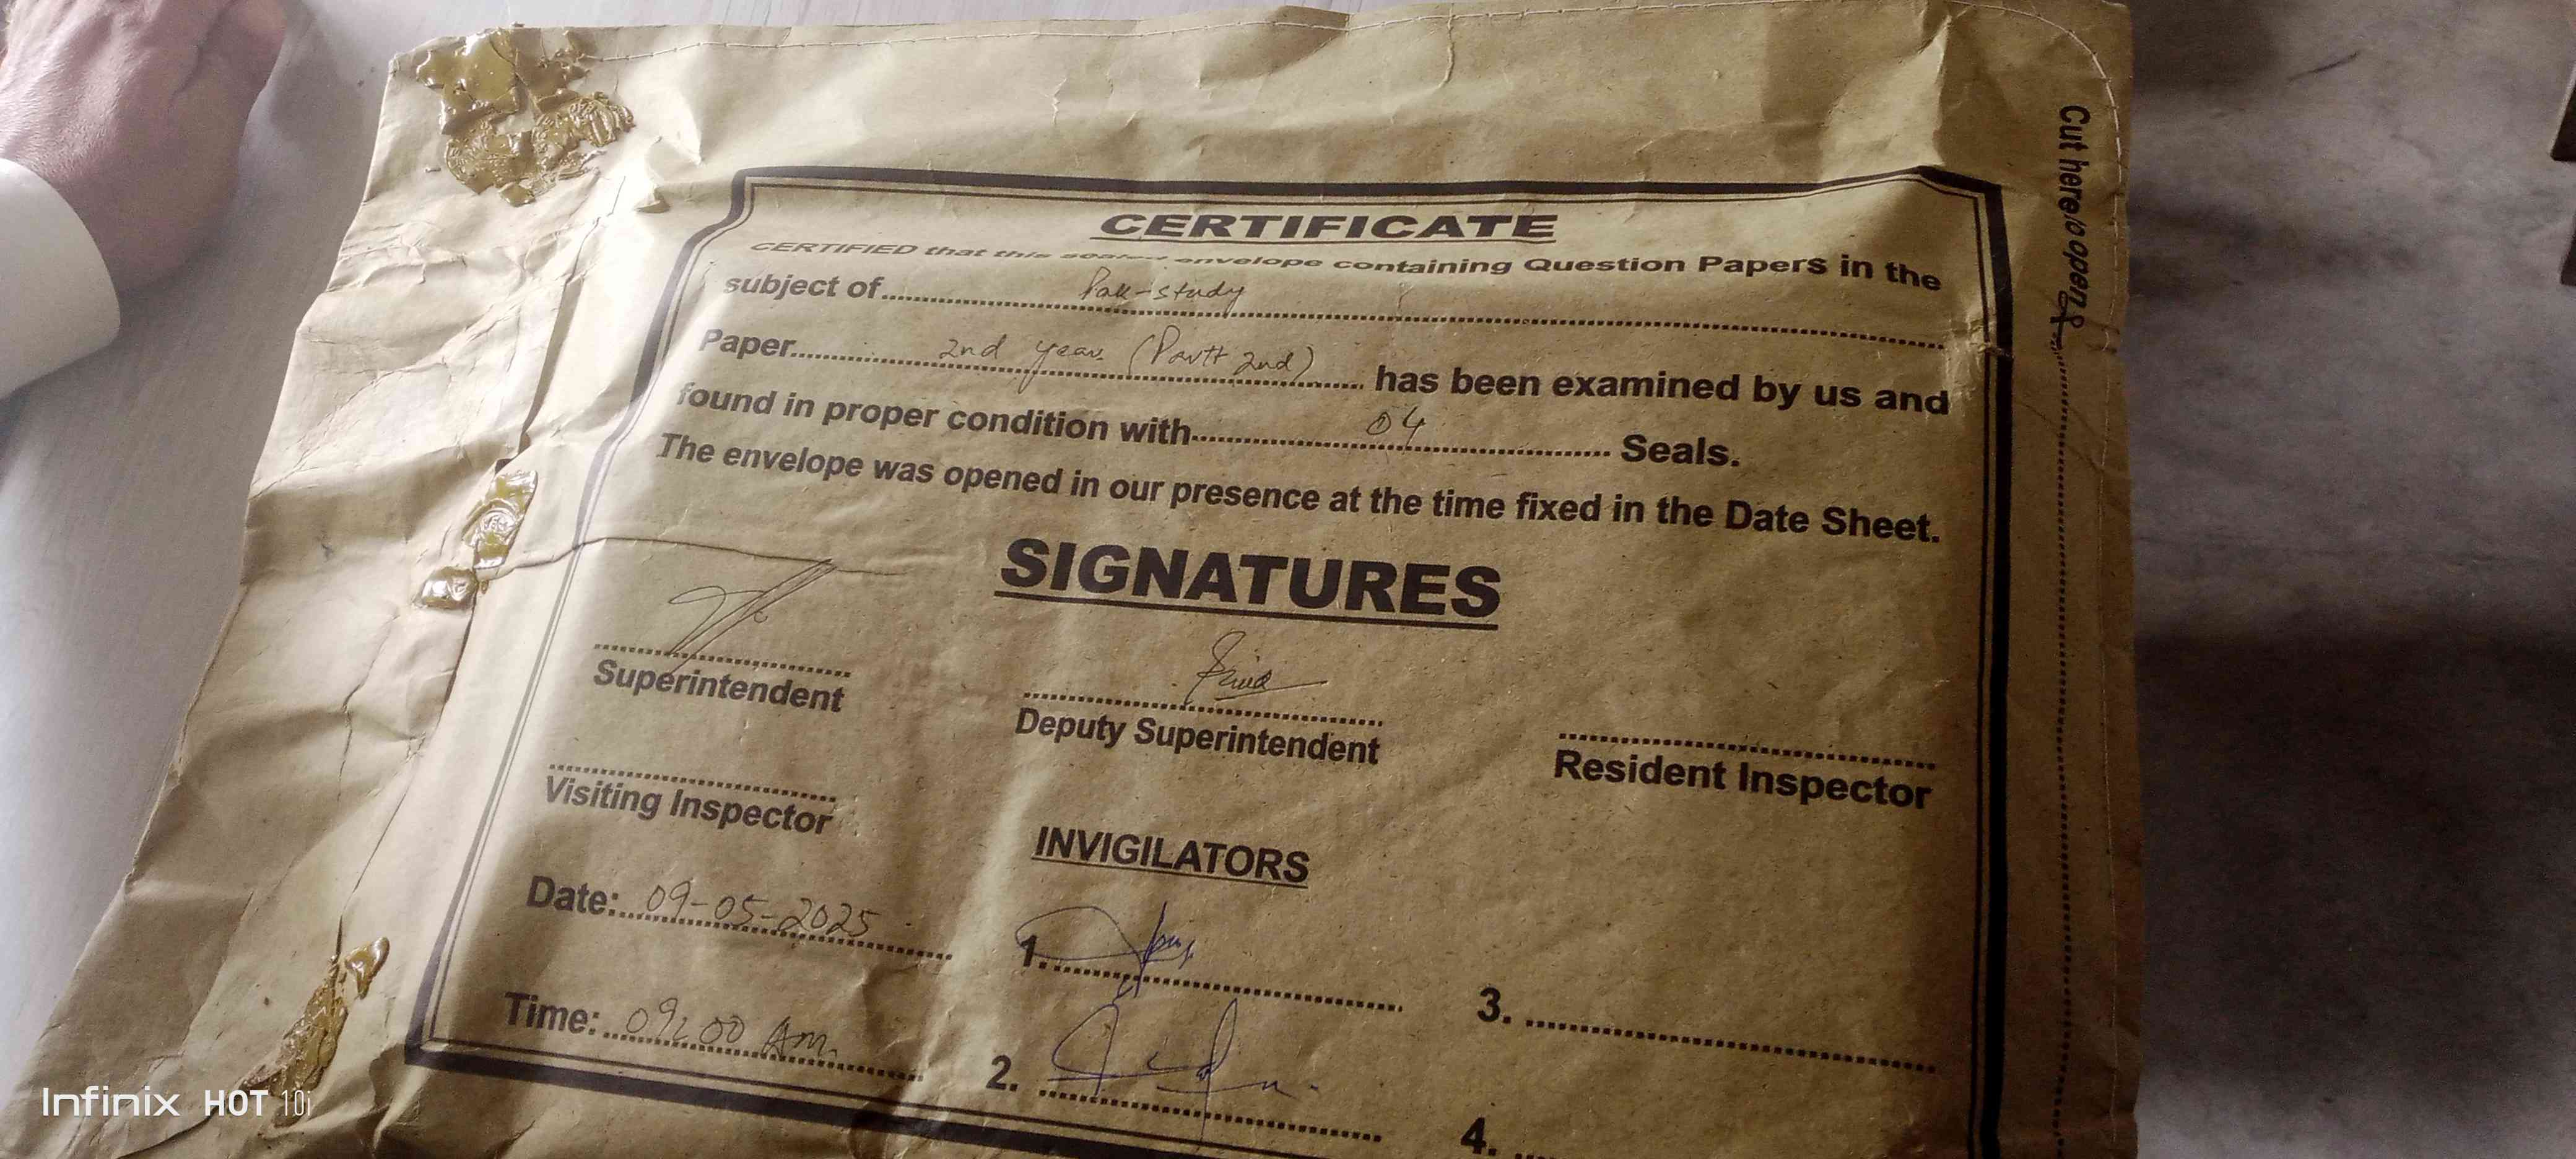 CERTIFICATE
CERTIFIED that this sealed envelope containing Question Papers in the
subject of Pak-study
Paper 2nd year (Partt 2nd) has been examined by us and
found in proper condition with 04 Seals.
The envelope was opened in our presence at the time fixed in the Date Sheet.
SIGNATURES
Superintendent
Deputy Superintendent
Resident Inspector
Visiting Inspector
INVIGILATORS
Date: 09-05-2025
1.
3.
Time: 09:00 Am.
2.
4.
Cut here to open
Infinix HOT 10i